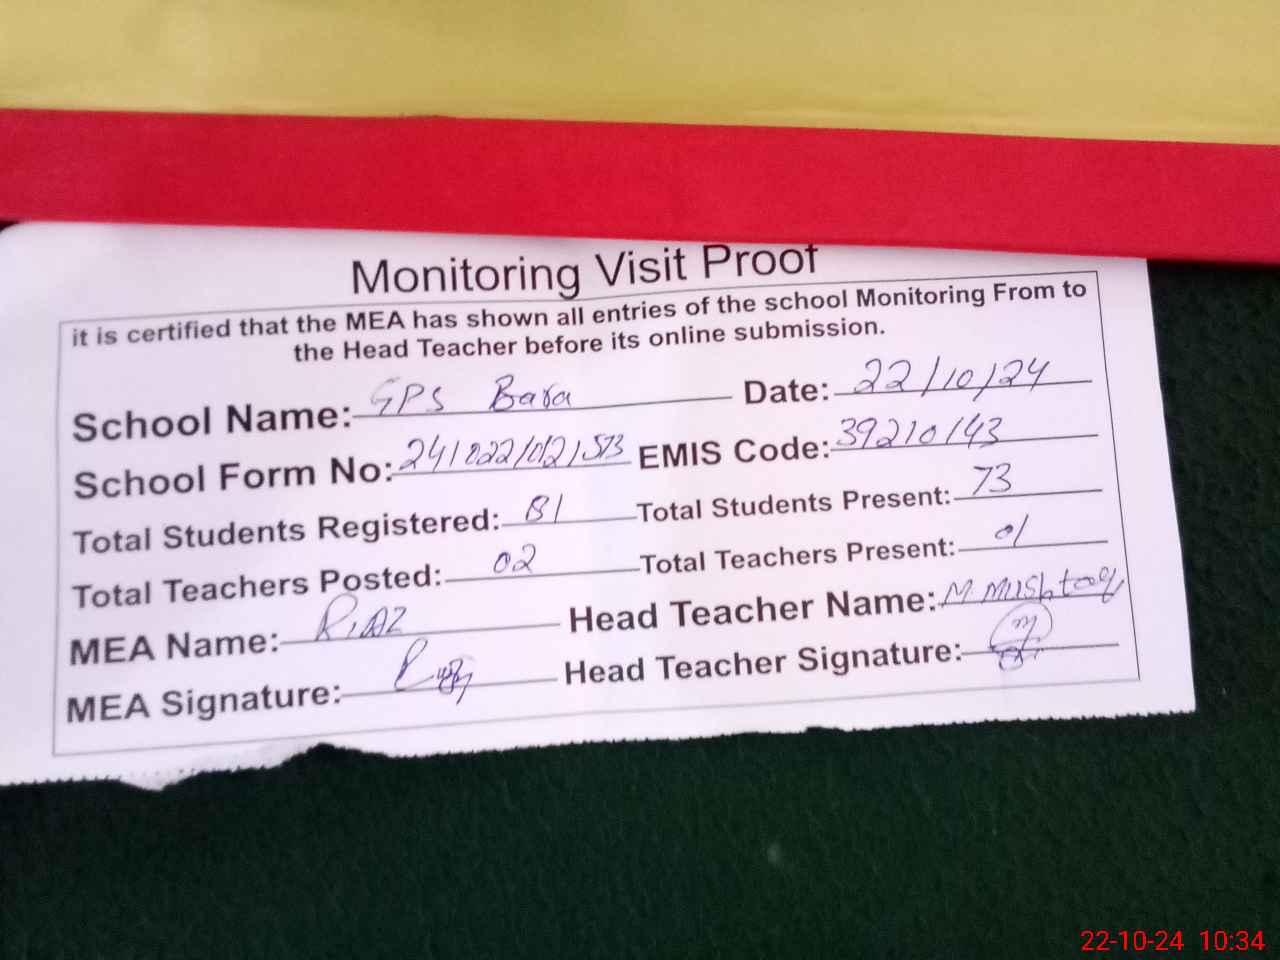 Monitoring Visit Proof
it is certified that the MEA has shown all entries of the school Monitoring From to
the Head Teacher before its online submission.
School Name: GPS Bara Date: 22/10/24
School Form No: EMIS Code: 39210143
Total Students Registered: 81 Total Students Present: 73
Total Teachers Posted: 02 Total Teachers Present: 01
MEA Name: RIAZ Head Teacher Name: M Mushtaq
MEA Signature: Head Teacher Signature:
22-10-24 10:34